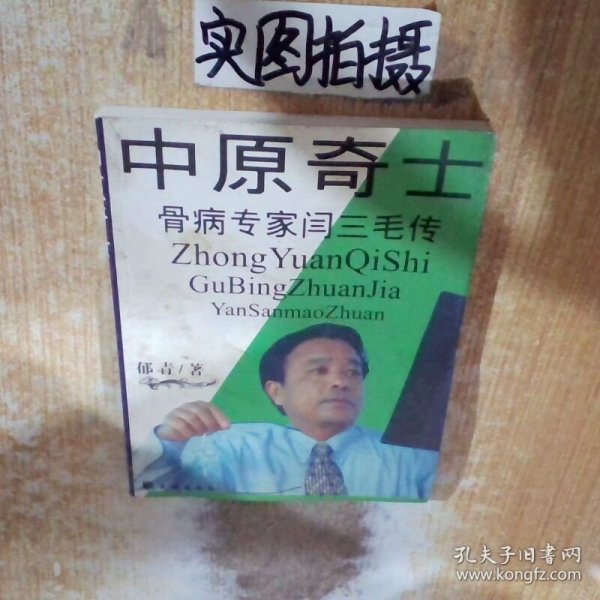 实图拍摄
中原奇士
骨病专家闫三毛传
ZhongYuanQiShi
GuBingZhuanJia
YanSanmaoZhuan
郁青/著
孔夫子旧书网
www.kongfz.com